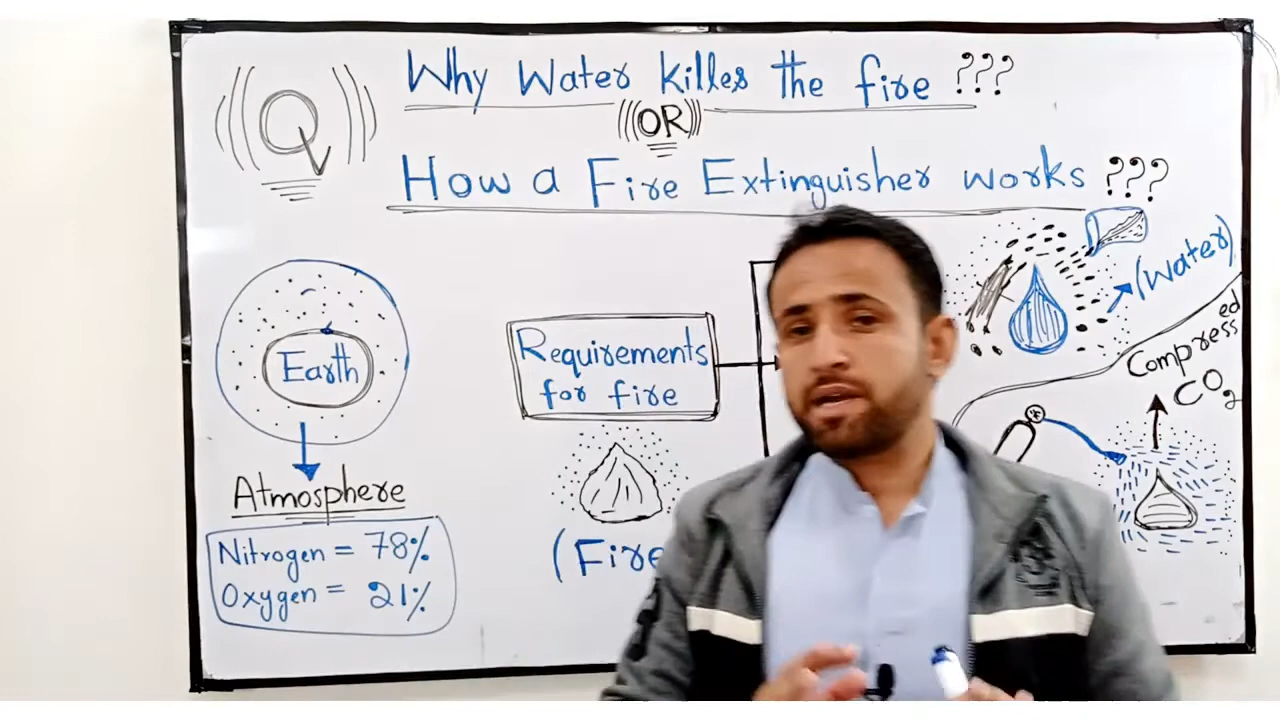 Q
Why Water killes the fire ???
OR
How a Fire Extinguisher works ???
Earth
Atmosphere
Nitrogen = 78%
Oxygen = 21%
Requirements
for fire
(Fire
(Water)
Compressed
CO2